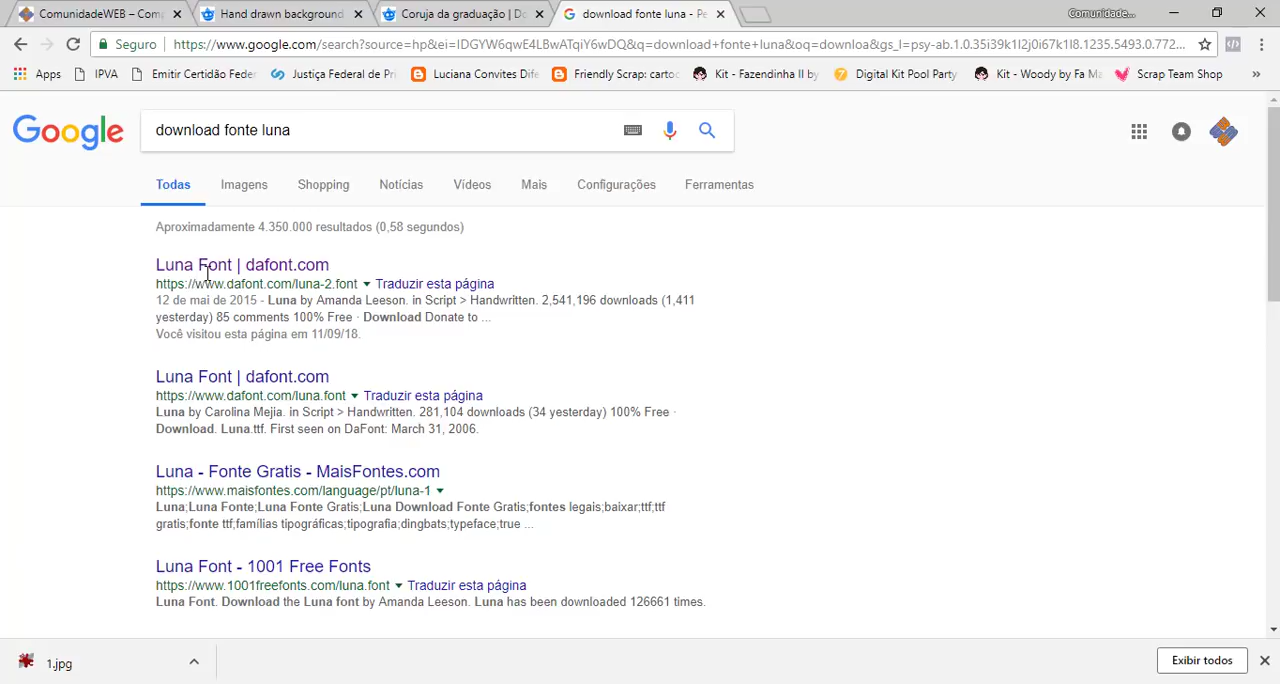 ComunidadeWEB – Comp
Hand drawn background
Coruja da graduação | Do
download fonte luna - Pe
Comunidade...
Seguro
https://www.google.com/search?source=hp&ei=IDGYW6qwE4LBwATqiY6wDQ&q=download+fonte+luna&oq=downloa&gs_l=psy-ab.1.0.35i39k1l2j0i67k1l8.1235.5493.0.772...
Apps IPVA Emitir Certidão Feder Justiça Federal de Pri Luciana Convites Dife Friendly Scrap: cartoo Kit - Fazendinha II by Digital Kit Pool Party Kit - Woody by Fa Ma Scrap Team Shop »
Google
download fonte luna
Todas Imagens Shopping Notícias Vídeos Mais Configurações Ferramentas
Aproximadamente 4.350.000 resultados (0,58 segundos)
Luna Font | dafont.com
https://www.dafont.com/luna-2.font Traduzir esta página
12 de mai de 2015 - Luna by Amanda Leeson. in Script > Handwritten. 2,541,196 downloads (1,411
yesterday) 85 comments 100% Free · Download Donate to ...
Você visitou esta página em 11/09/18.
Luna Font | dafont.com
https://www.dafont.com/luna.font Traduzir esta página
Luna by Carolina Mejia. in Script > Handwritten. 281,104 downloads (34 yesterday) 100% Free ·
Download. Luna.ttf. First seen on DaFont: March 31, 2006.
Luna - Fonte Gratis - MaisFontes.com
https://www.maisfontes.com/language/pt/luna-1
Luna;Luna Fonte;Luna Fonte Gratis;Luna Download Fonte Gratis;fontes legais;baixar;ttf;ttf
gratis;fonte ttf;famílias tipográficas;tipografia;dingbats;typeface;true ...
Luna Font - 1001 Free Fonts
https://www.1001freefonts.com/luna.font Traduzir esta página
Luna Font. Download the Luna font by Amanda Leeson. Luna has been downloaded 126661 times.
1.jpg
Exibir todos